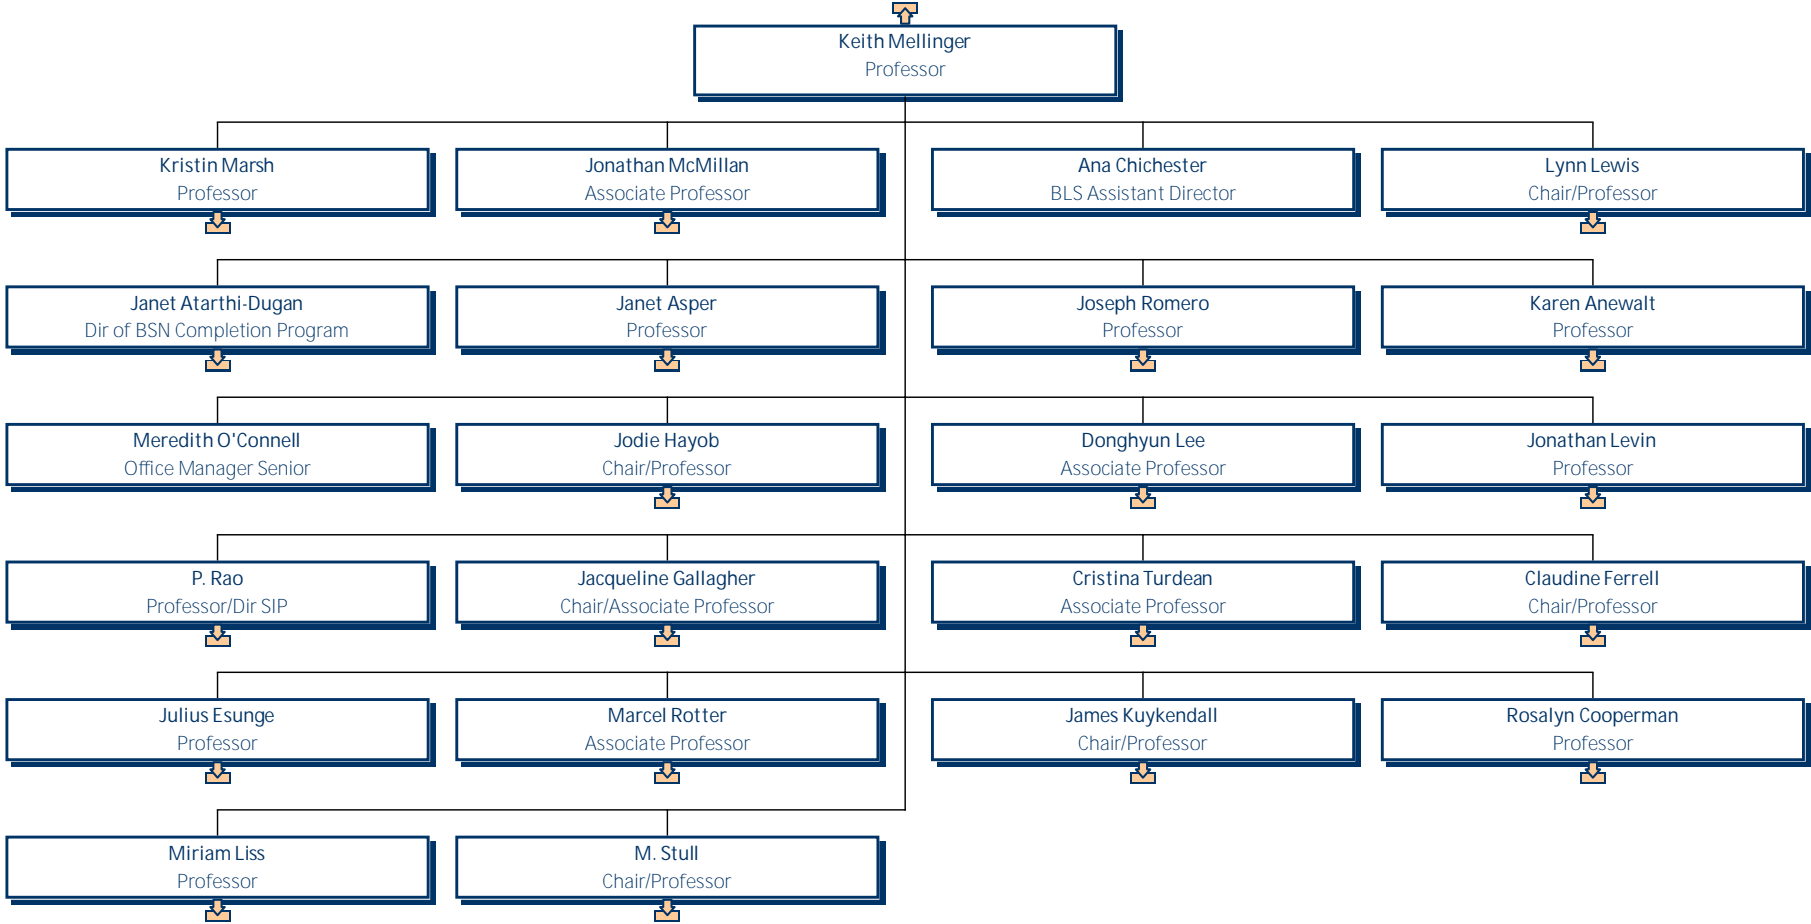 Keith Mellinger
Professor
Kristin Marsh
Professor
Jonathan McMillan
Associate Professor
Ana Chichester
BLS Assistant Director
Lynn Lewis
Chair/Professor
Janet Atarthi-Dugan
Dir of BSN Completion Program
Janet Asper
Professor
Joseph Romero
Professor
Karen Anewalt
Professor
Meredith O'Connell
Office Manager Senior
Jodie Hayob
Chair/Professor
Donghyun Lee
Associate Professor
Jonathan Levin
Professor
P. Rao
Professor/Dir SIP
Jacqueline Gallagher
Chair/Associate Professor
Cristina Turdean
Associate Professor
Claudine Ferrell
Chair/Professor
Julius Esunge
Professor
Marcel Rotter
Associate Professor
James Kuykendall
Chair/Professor
Rosalyn Cooperman
Professor
Miriam Liss
Professor
M. Stull
Chair/Professor